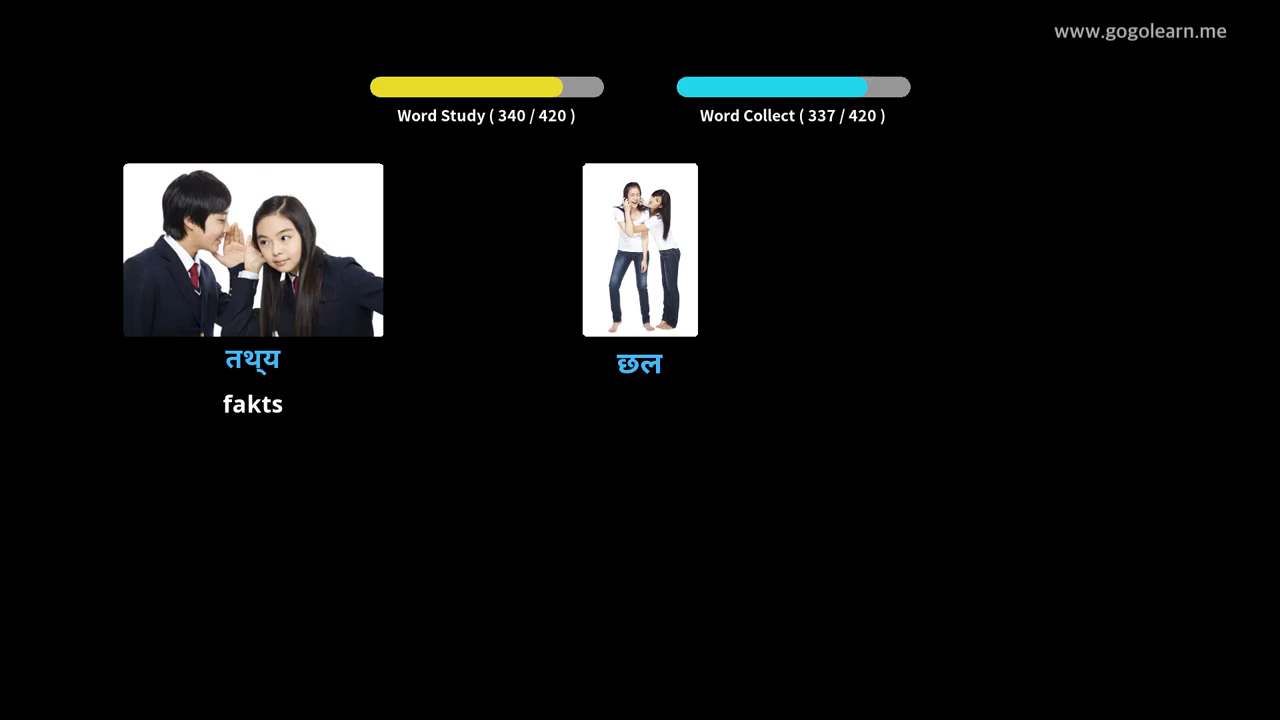 www.gogolearn.me
Word Study ( 340 / 420 )
Word Collect ( 337 / 420 )
तथ्य
छल
fakts